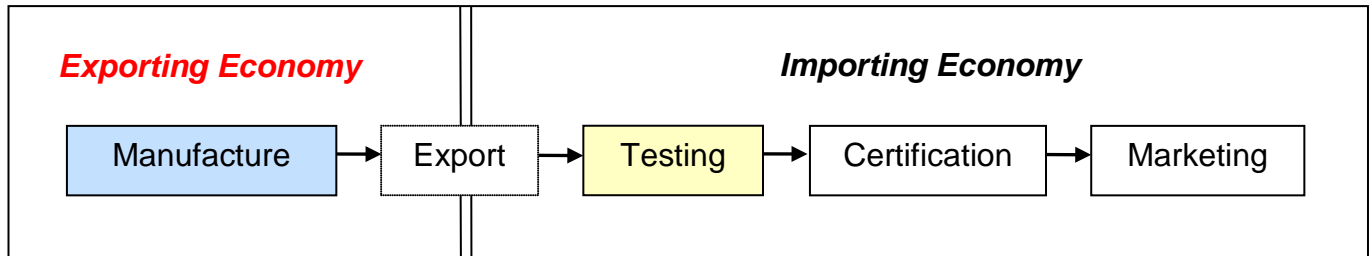 Exporting Economy
Importing Economy
Manufacture
Export
Testing
Certification
Marketing